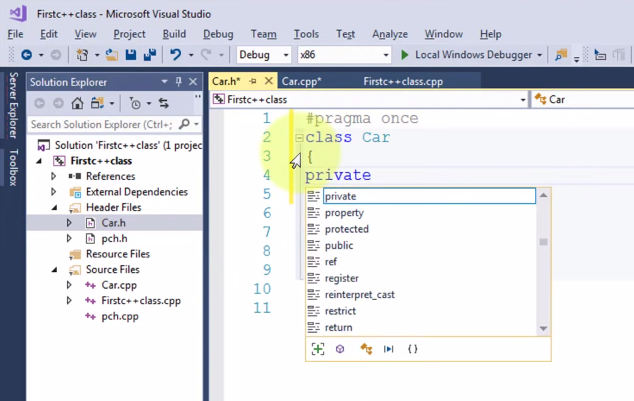 Firstc++class - Microsoft Visual Studio
File Edit View Project Build Debug Team Tools Test Analyze Window Help
Debug x86 Local Windows Debugger
Server Explorer
Toolbox
Solution Explorer
Search Solution Explorer (Ctrl+;
Solution 'Firstc++class' (1 projec
Firstc++class
References
External Dependencies
Header Files
Car.h
pch.h
Resource Files
Source Files
Car.cpp
Firstc++class.cpp
pch.cpp
Car.h* Car.cpp* Firstc++class.cpp
Firstc++class Car
1 #pragma once
2 class Car
3 {
4 private
5
6
7
8
9
10
11
private
property
protected
public
ref
register
reinterpret_cast
restrict
return